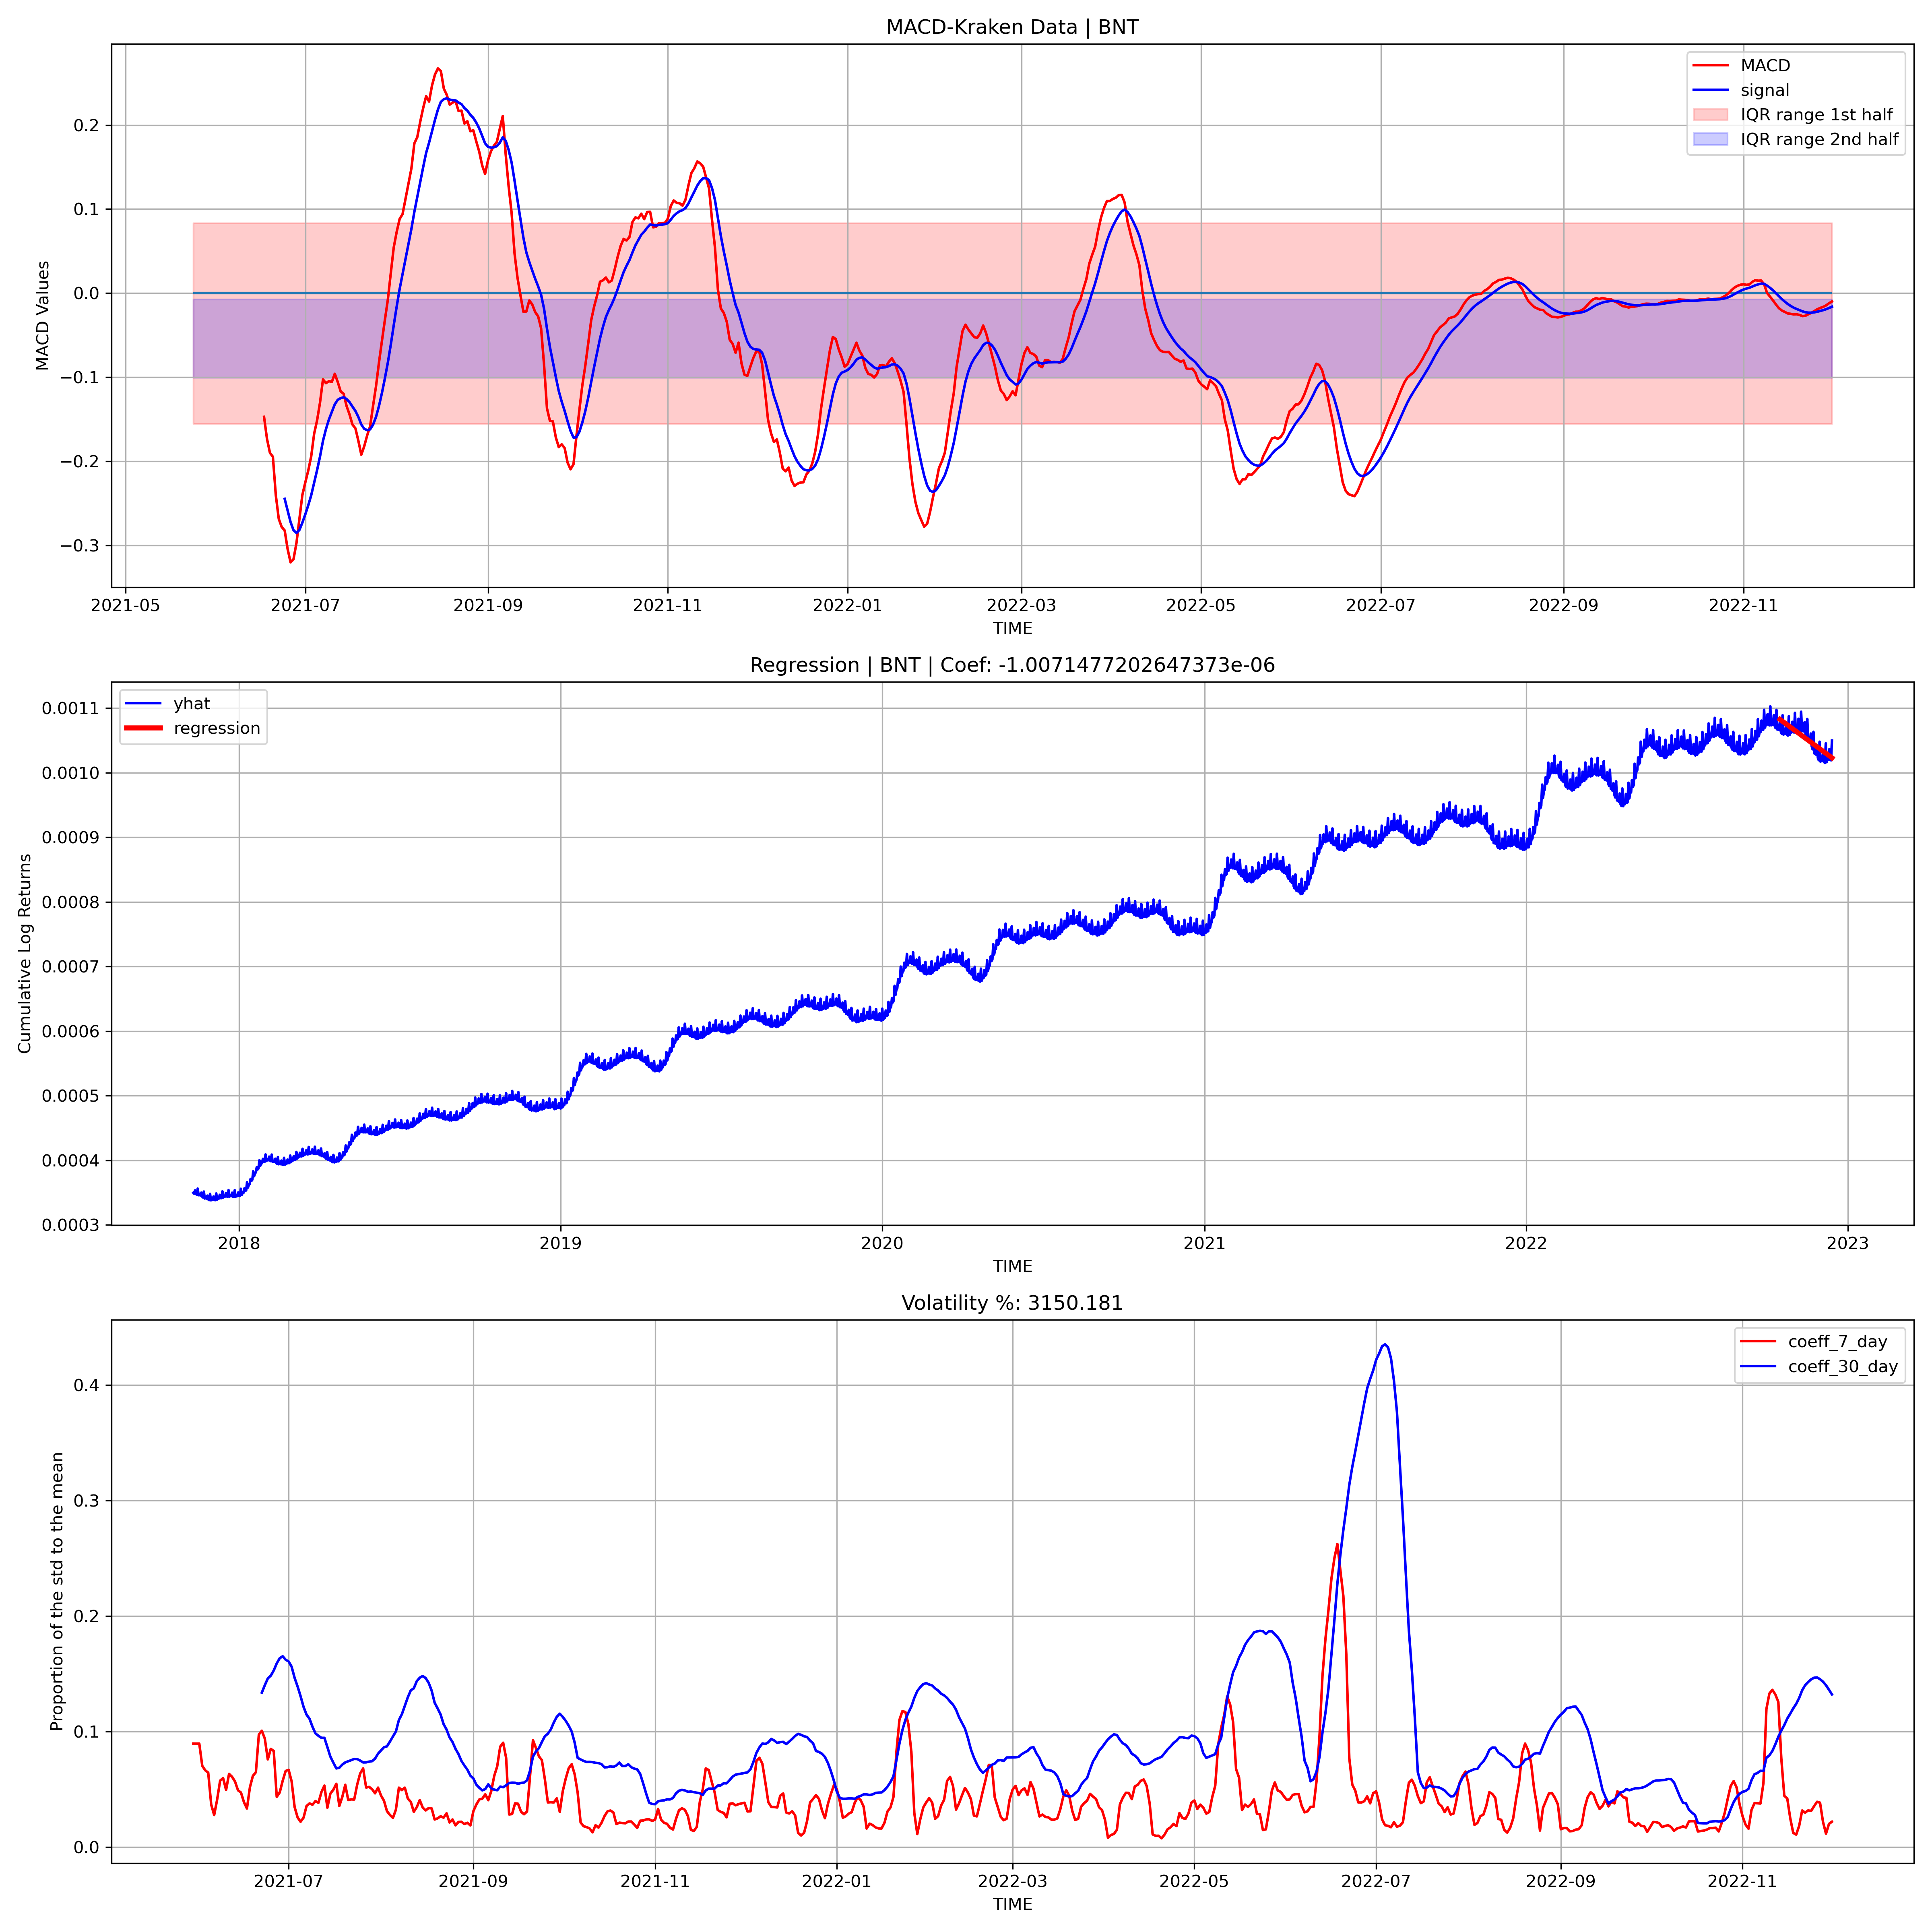 MACD-Kraken Data | BNT
MACD
signal
IQR range 1st half
IQR range 2nd half
MACD Values
0.2
0.1
0.0
−0.1
−0.2
−0.3
2021-05 2021-07 2021-09 2021-11 2022-01 2022-03 2022-05 2022-07 2022-09 2022-11
TIME
Regression | BNT | Coef: -1.0071477202647373e-06
yhat
regression
Cumulative Log Returns
0.0011
0.0010
0.0009
0.0008
0.0007
0.0006
0.0005
0.0004
0.0003
2018 2019 2020 2021 2022 2023
TIME
Volatility %: 3150.181
coeff_7_day
coeff_30_day
Proportion of the std to the mean
0.4
0.3
0.2
0.1
0.0
2021-07 2021-09 2021-11 2022-01 2022-03 2022-05 2022-07 2022-09 2022-11
TIME